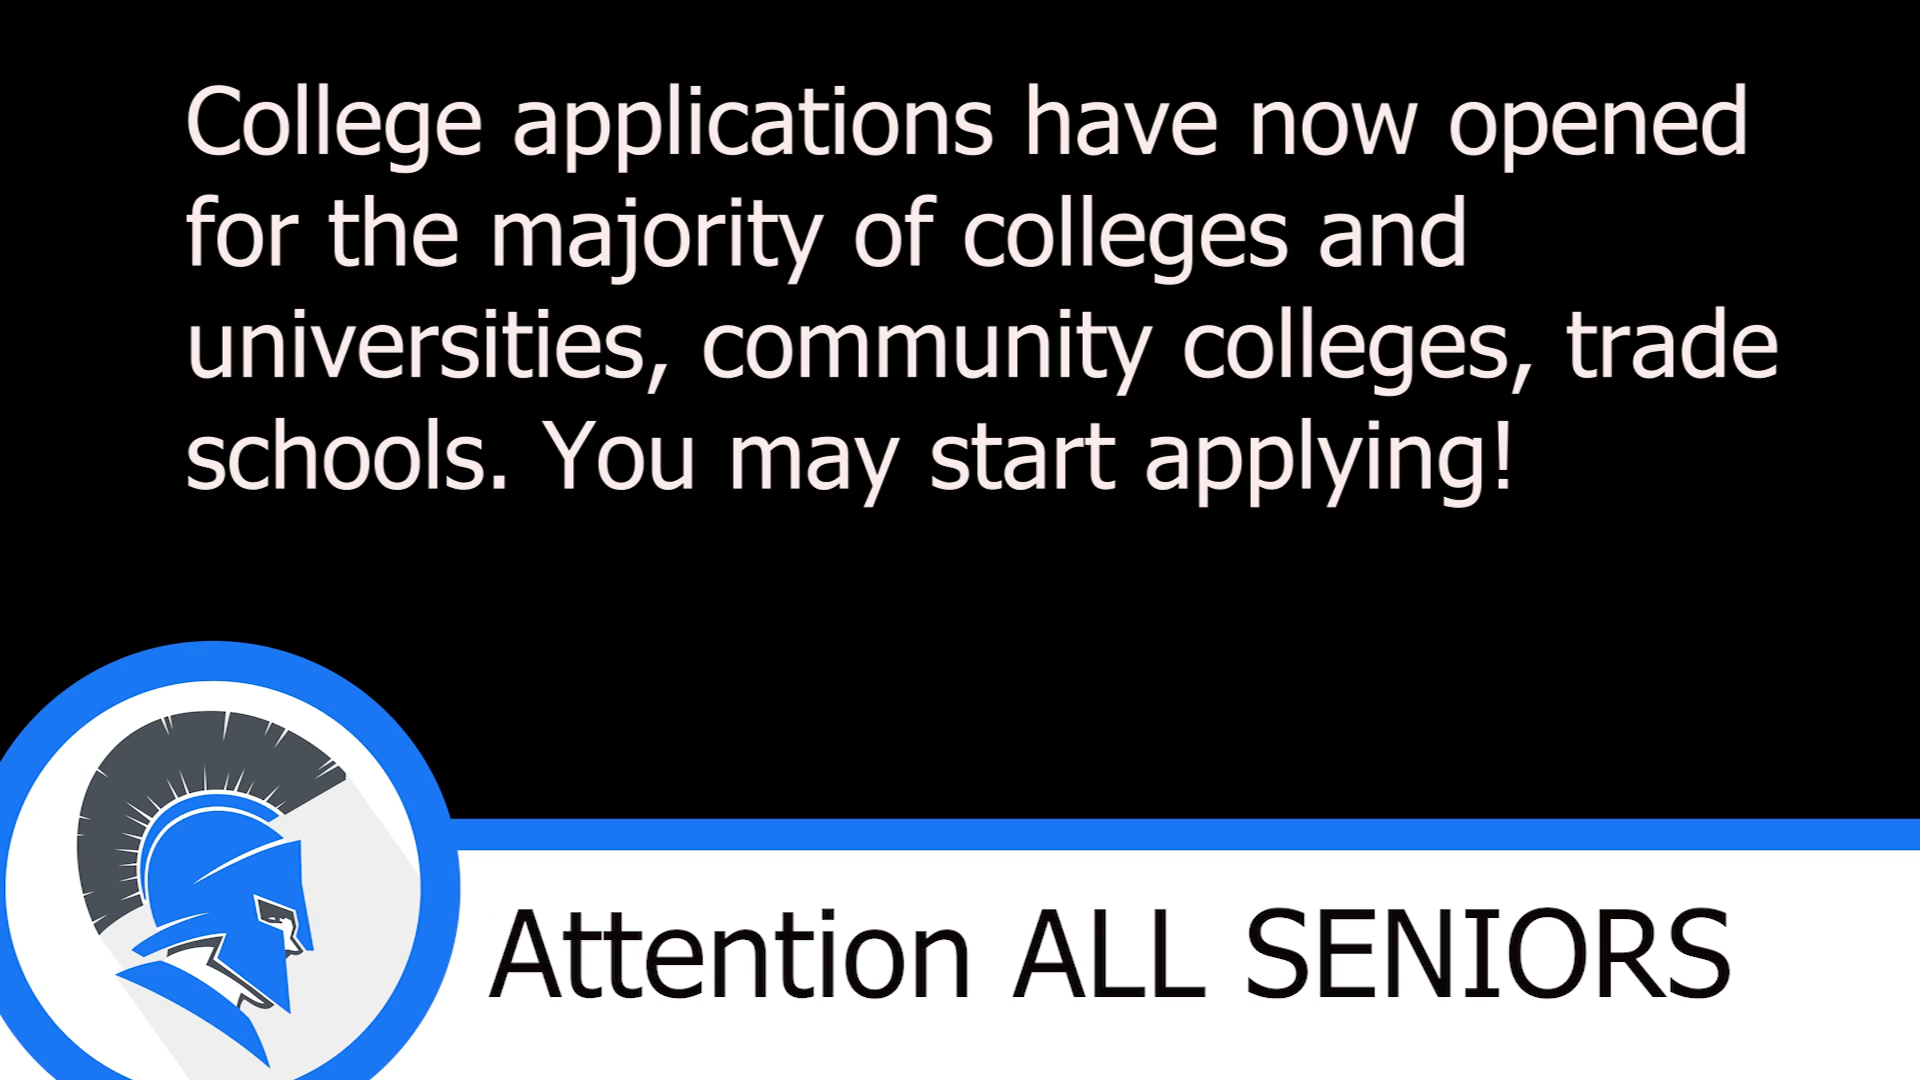 College applications have now opened
for the majority of colleges and
universities, community colleges, trade
schools. You may start applying!
Attention ALL SENIORS